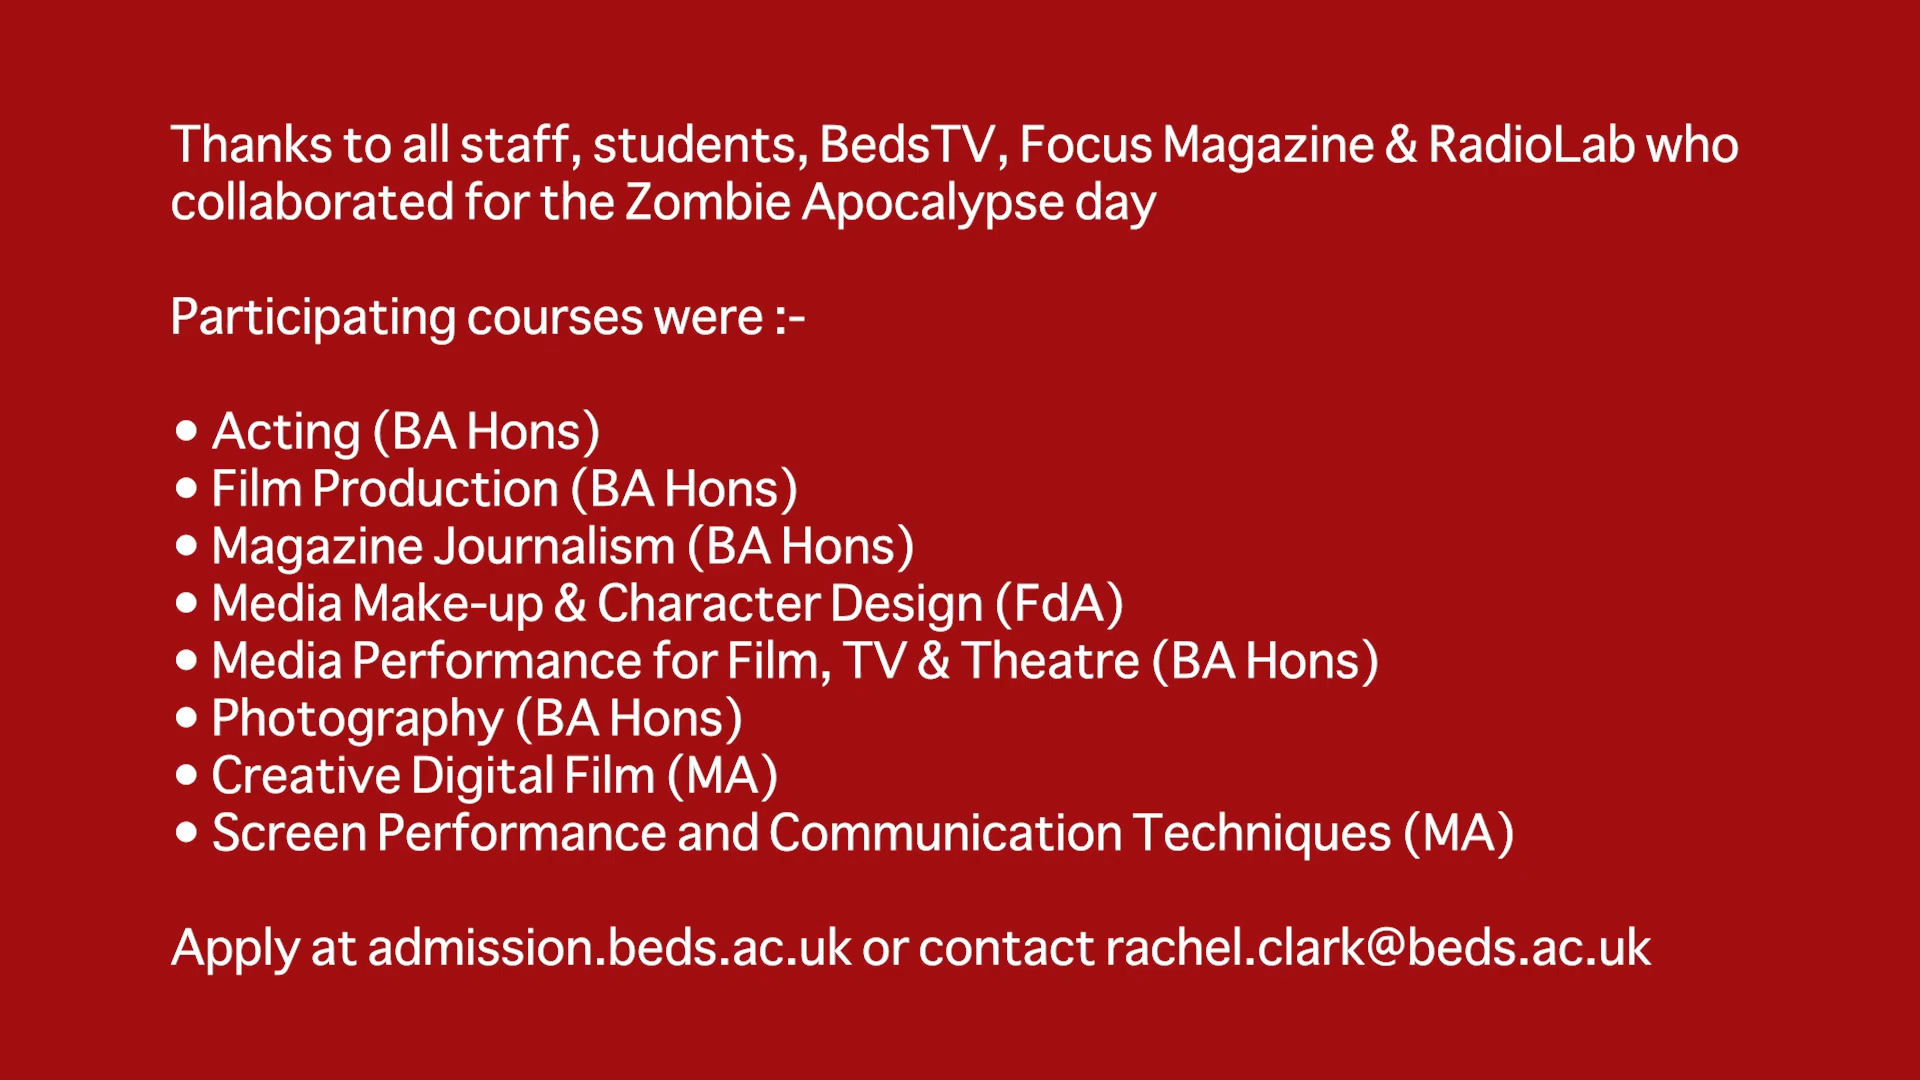 Thanks to all staff, students, BedsTV, Focus Magazine & RadioLab who
collaborated for the Zombie Apocalypse day
Participating courses were :-
• Acting (BA Hons)
• Film Production (BA Hons)
• Magazine Journalism (BA Hons)
• Media Make-up & Character Design (FdA)
• Media Performance for Film, TV & Theatre (BA Hons)
• Photography (BA Hons)
• Creative Digital Film (MA)
• Screen Performance and Communication Techniques (MA)
Apply at admission.beds.ac.uk or contact rachel.clark@beds.ac.uk